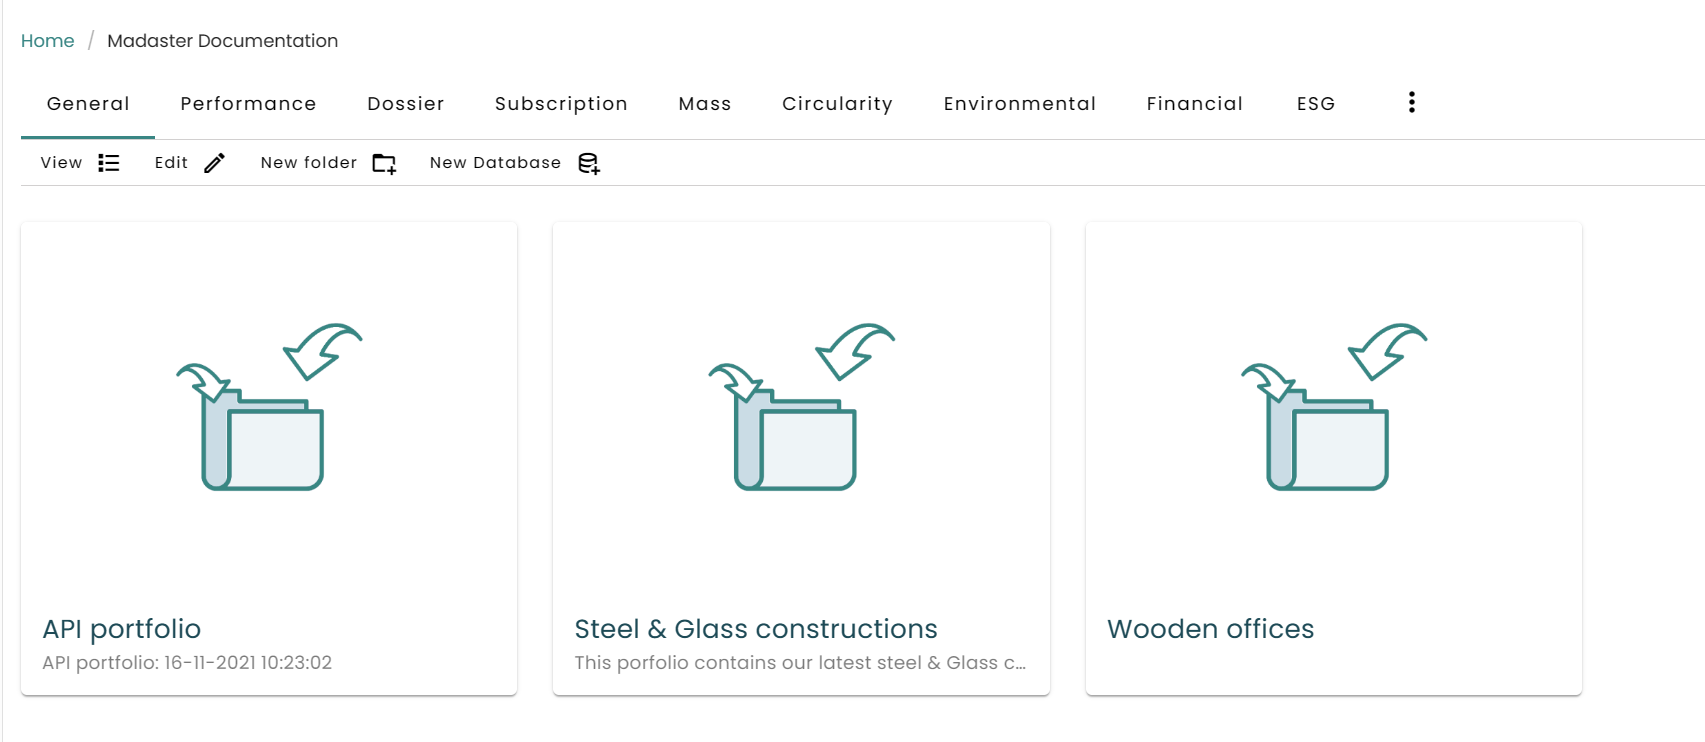 Home / Madaster Documentation
General Performance Dossier Subscription Mass Circularity Environmental Financial ESG
View Edit New folder New Database
API portfolio
API portfolio: 16-11-2021 10:23:02
Steel & Glass constructions
This porfolio contains our latest steel & Glass c...
Wooden offices